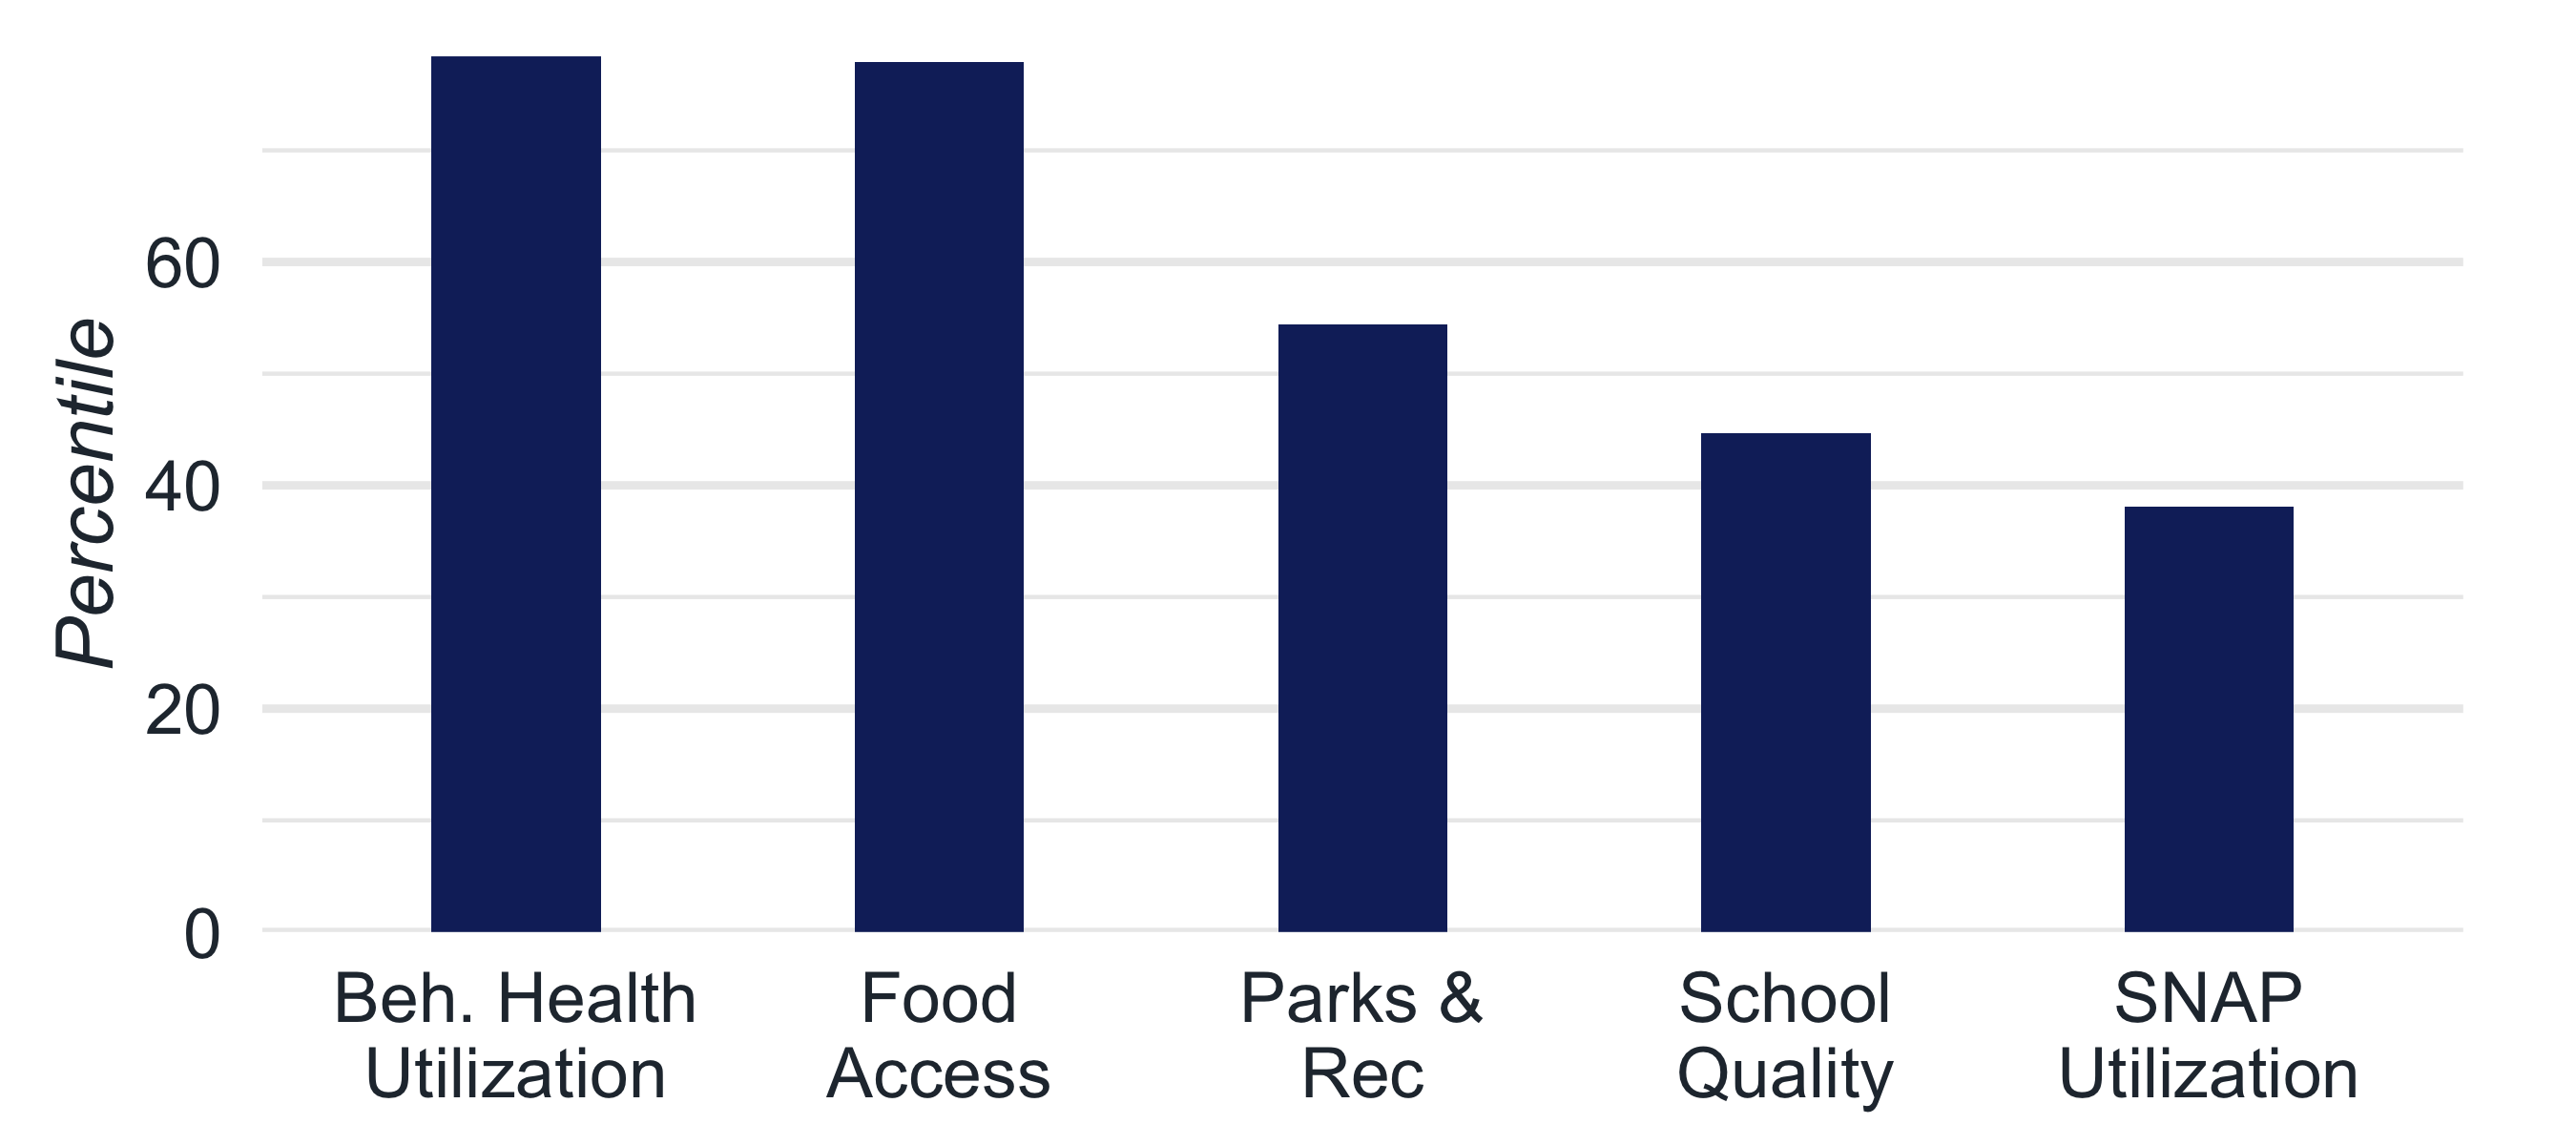 Percentile
60
40
20
0
Beh. Health
Utilization
Food
Access
Parks &
Rec
School
Quality
SNAP
Utilization